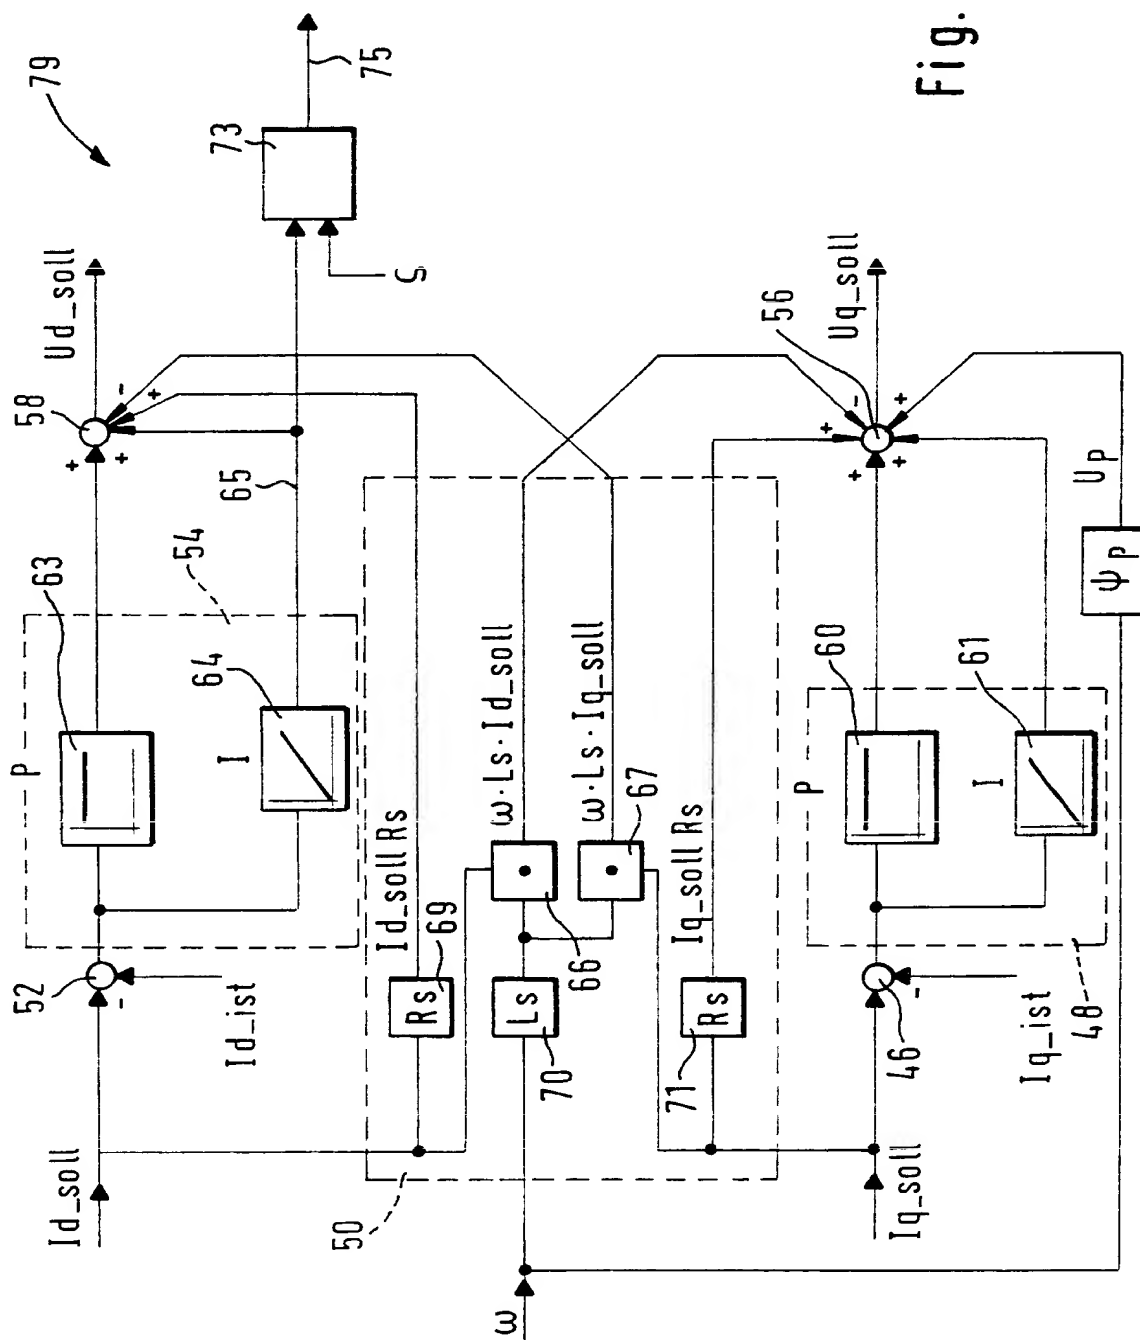 79
Ud_soll
58
75
73
S
65
54
63
P
64
I
52
Id_ist
Id_soll
Id_soll Rs
69
Rs
ω·Ls·Id_soll
ω·Ls·Iq_soll
66
67
Ls
70
Iq_soll Rs
71
Rs
50
ω
Uq_soll
56
60
P
61
I
46
Iq_ist
48
Iq_soll
Up
ψp
+
+
-
+
-
+
+
+
-
+
-
Fig.